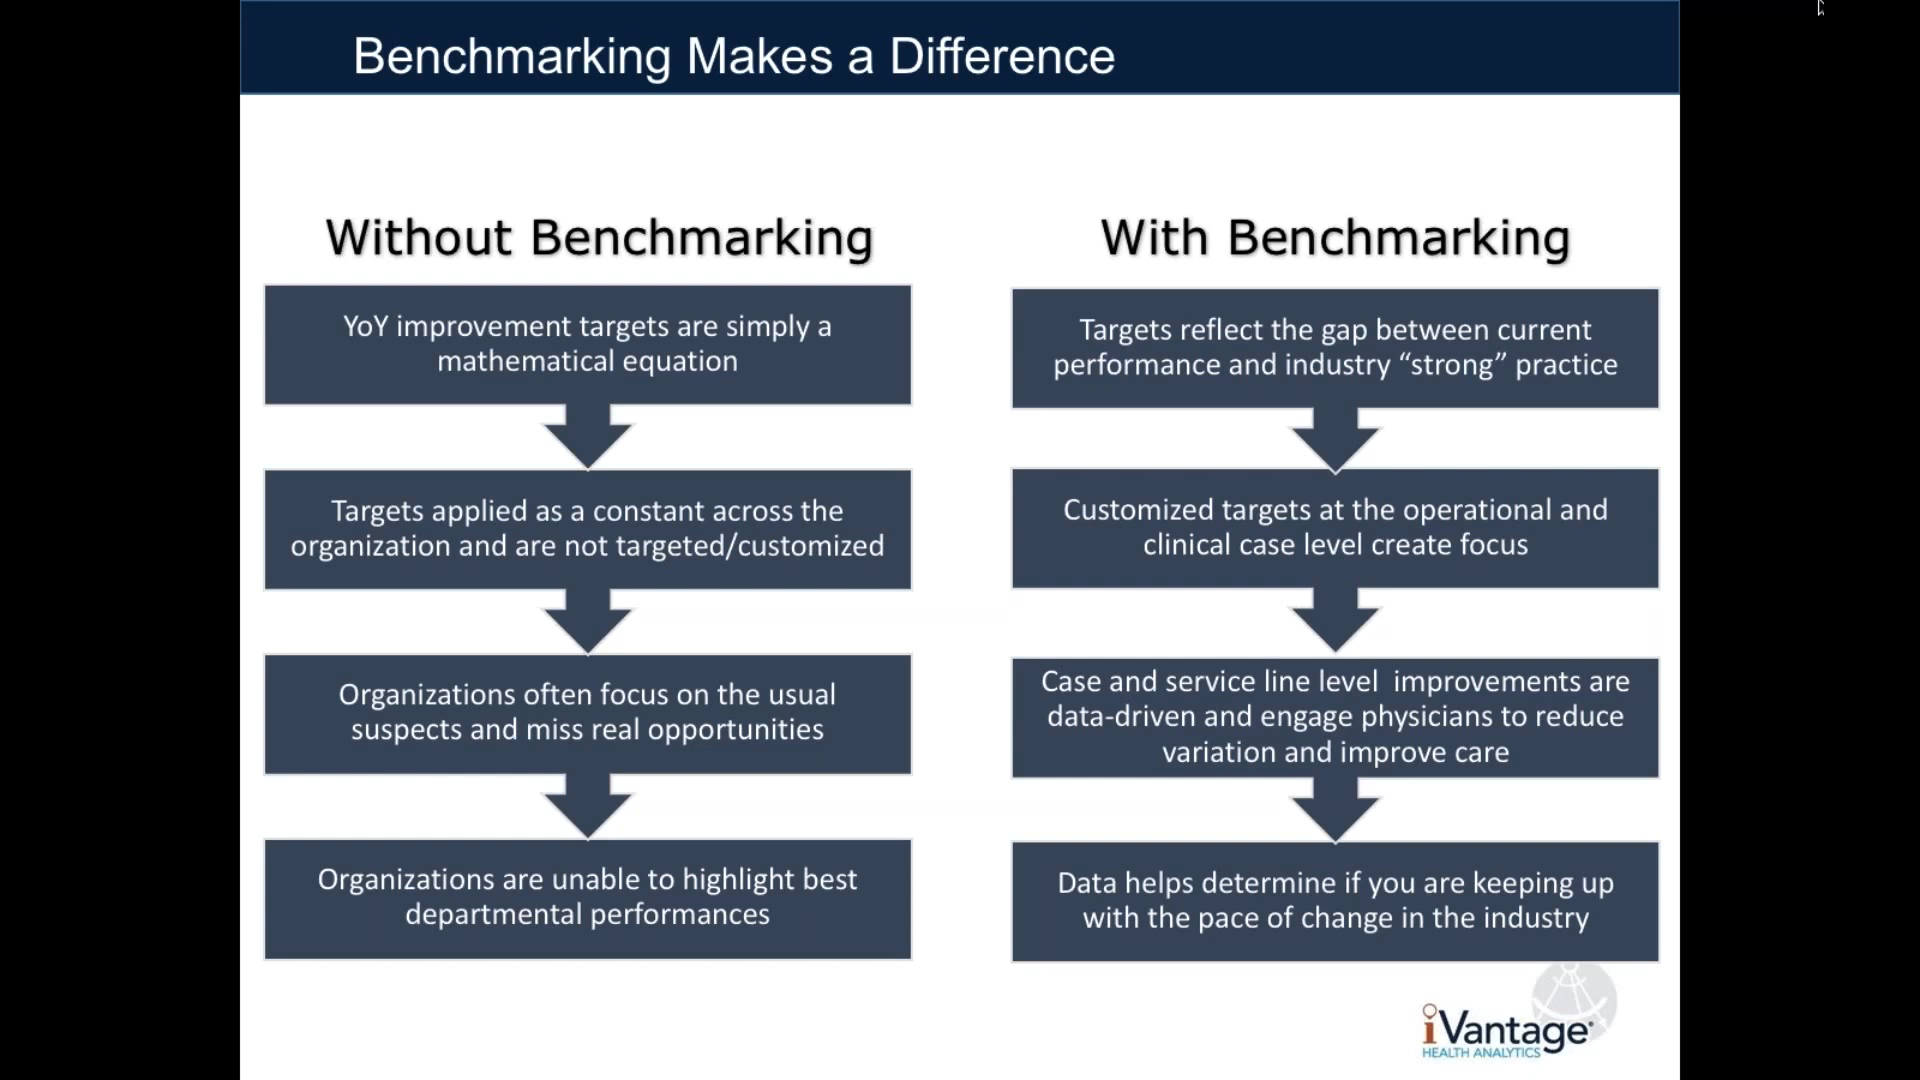 Benchmarking Makes a Difference
Without Benchmarking
YoY improvement targets are simply a
mathematical equation
Targets applied as a constant across the
organization and are not targeted/customized
Organizations often focus on the usual
suspects and miss real opportunities
Organizations are unable to highlight best
departmental performances
With Benchmarking
Targets reflect the gap between current
performance and industry “strong” practice
Customized targets at the operational and
clinical case level create focus
Case and service line level  improvements are
data-driven and engage physicians to reduce
variation and improve care
Data helps determine if you are keeping up
with the pace of change in the industry
iVantage
HEALTH ANALYTICS